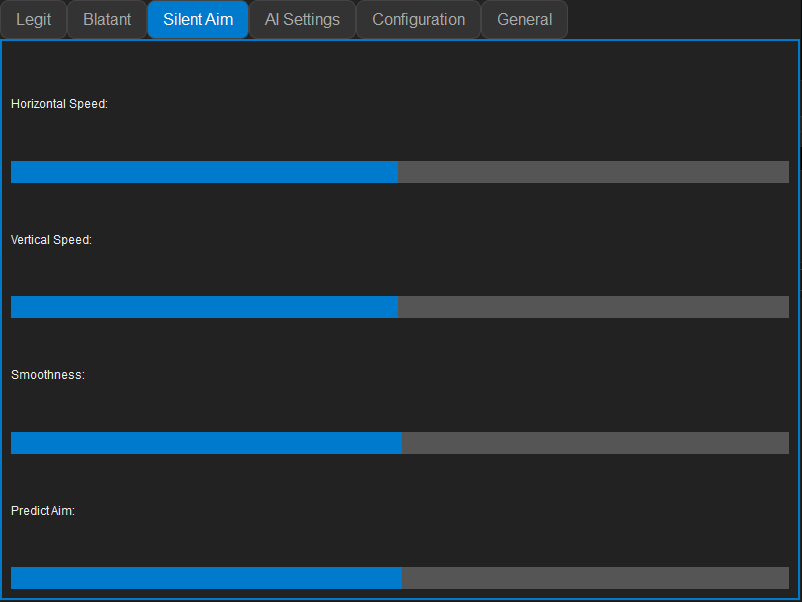 Legit Blatant Silent Aim AI Settings Configuration General
Horizontal Speed:
Vertical Speed:
Smoothness:
Predict Aim: